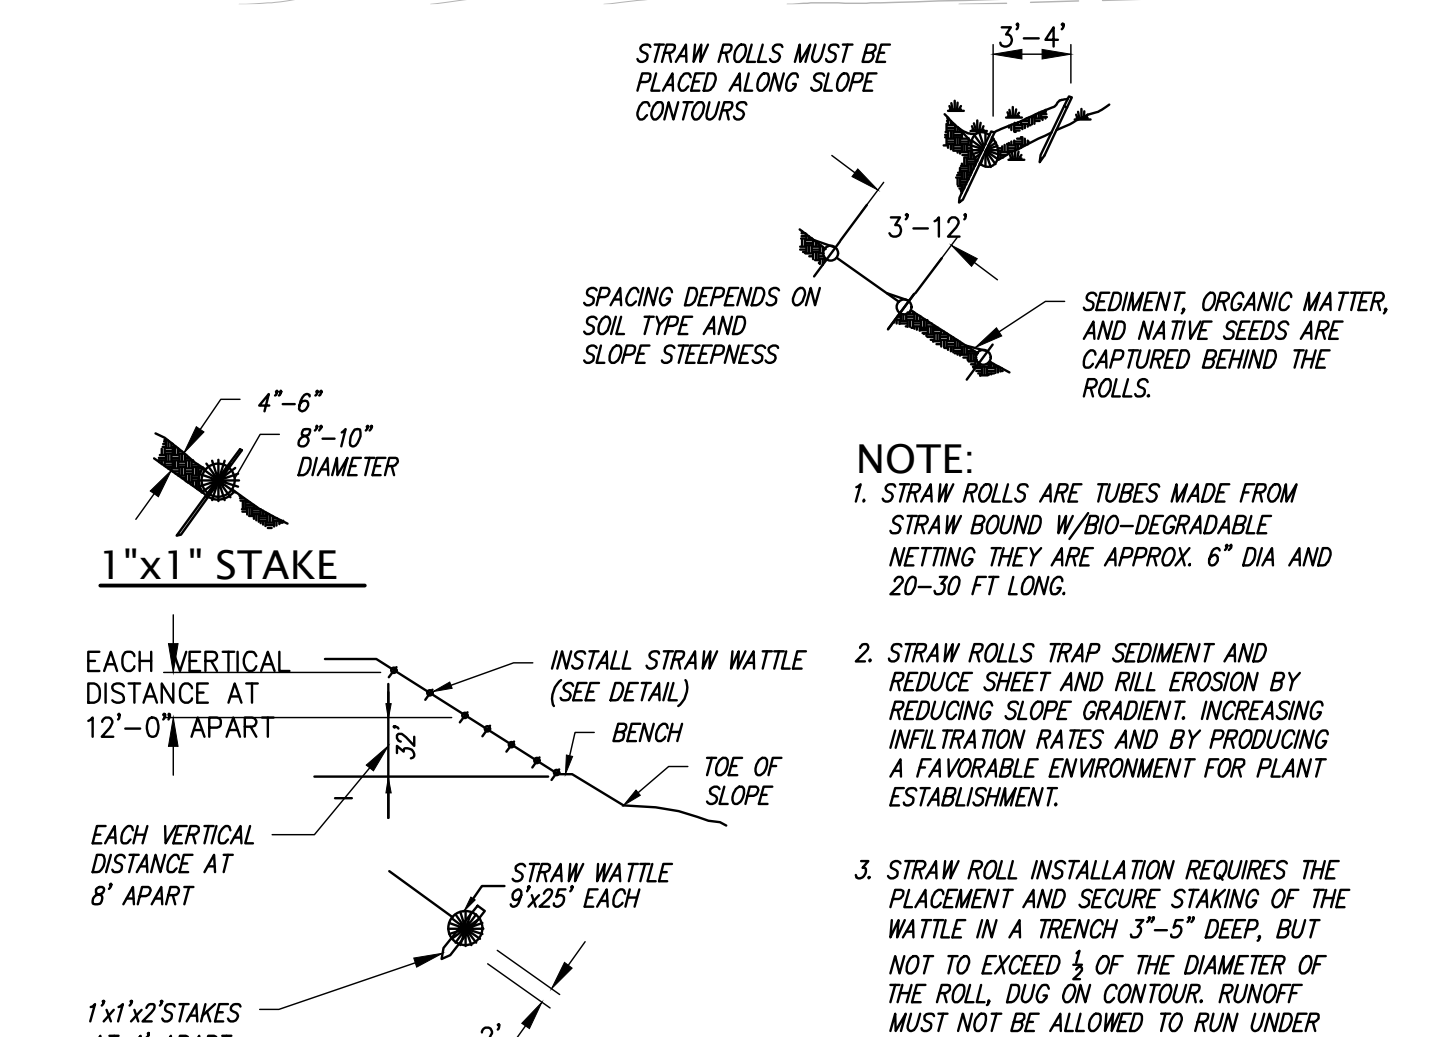 3'-4'
STRAW ROLLS MUST BE
PLACED ALONG SLOPE
CONTOURS
3'-12'
SPACING DEPENDS ON
SOIL TYPE AND
SLOPE STEEPNESS
SEDIMENT, ORGANIC MATTER,
AND NATIVE SEEDS ARE
CAPTURED BEHIND THE
ROLLS.
4"-6"
8"-10"
DIAMETER
1"x1" STAKE
EACH VERTICAL
DISTANCE AT
12'-0" APART
INSTALL STRAW WATTLE
(SEE DETAIL)
BENCH
32'
TOE OF
SLOPE
EACH VERTICAL
DISTANCE AT
8' APART
STRAW WATTLE
9'x25' EACH
1'x1'x2'STAKES
2'
NOTE:
1. STRAW ROLLS ARE TUBES MADE FROM
STRAW BOUND W/BIO-DEGRADABLE
NETTING THEY ARE APPROX. 6" DIA AND
20-30 FT LONG.
2. STRAW ROLLS TRAP SEDIMENT AND
REDUCE SHEET AND RILL EROSION BY
REDUCING SLOPE GRADIENT. INCREASING
INFILTRATION RATES AND BY PRODUCING
A FAVORABLE ENVIRONMENT FOR PLANT
ESTABLISHMENT.
3. STRAW ROLL INSTALLATION REQUIRES THE
PLACEMENT AND SECURE STAKING OF THE
WATTLE IN A TRENCH 3"-5" DEEP, BUT
NOT TO EXCEED 1/2 OF THE DIAMETER OF
THE ROLL, DUG ON CONTOUR. RUNOFF
MUST NOT BE ALLOWED TO RUN UNDER